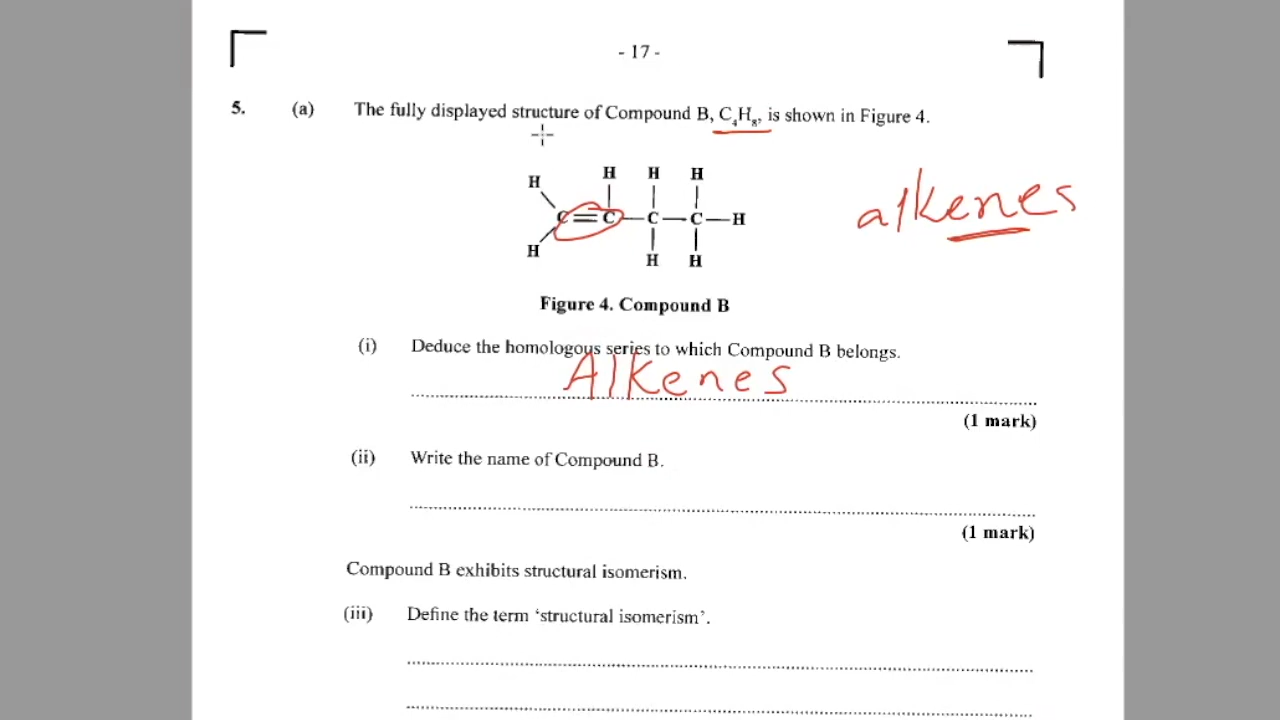 - 17 -
5. (a) The fully displayed structure of Compound B, C₄H₈, is shown in Figure 4.
H H H H
C = C — C — C — H
H H H
alkenes
Figure 4. Compound B
(i) Deduce the homologous series to which Compound B belongs.
Alkenes
(1 mark)
(ii) Write the name of Compound B.
(1 mark)
Compound B exhibits structural isomerism.
(iii) Define the term ‘structural isomerism’.